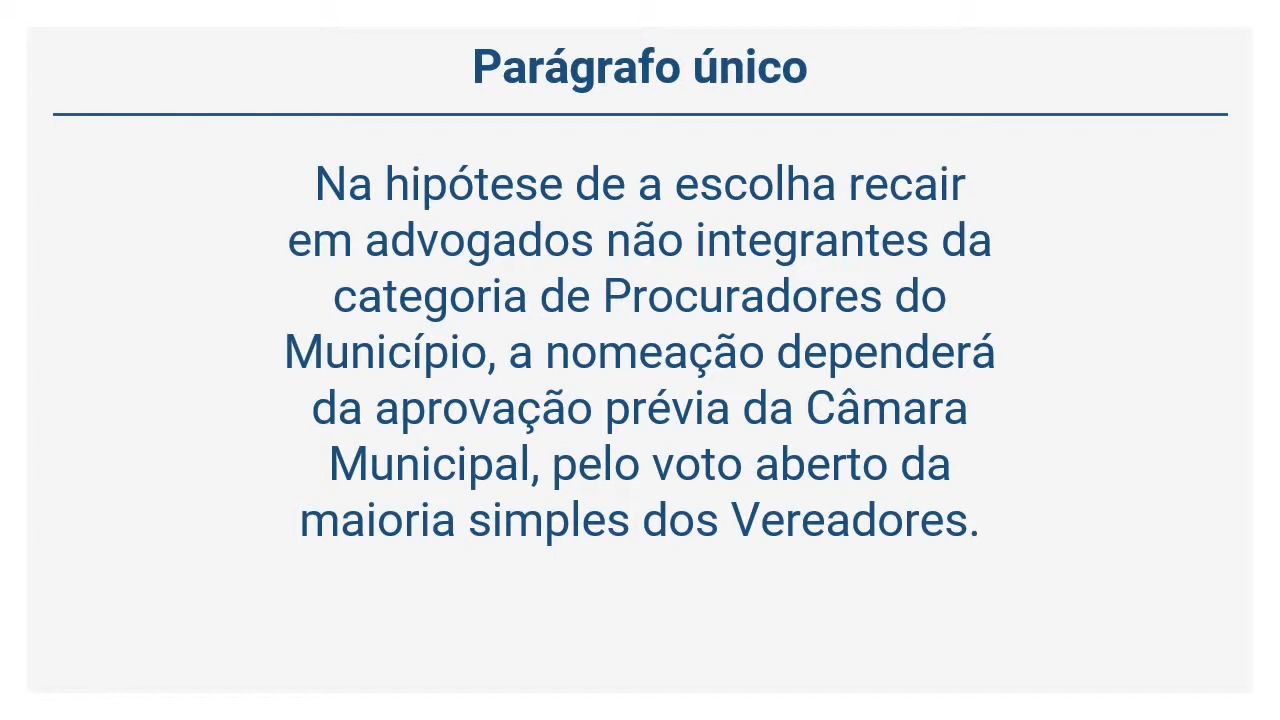 Parágrafo único
Na hipótese de a escolha recair
em advogados não integrantes da
categoria de Procuradores do
Município, a nomeação dependerá
da aprovação prévia da Câmara
Municipal, pelo voto aberto da
maioria simples dos Vereadores.